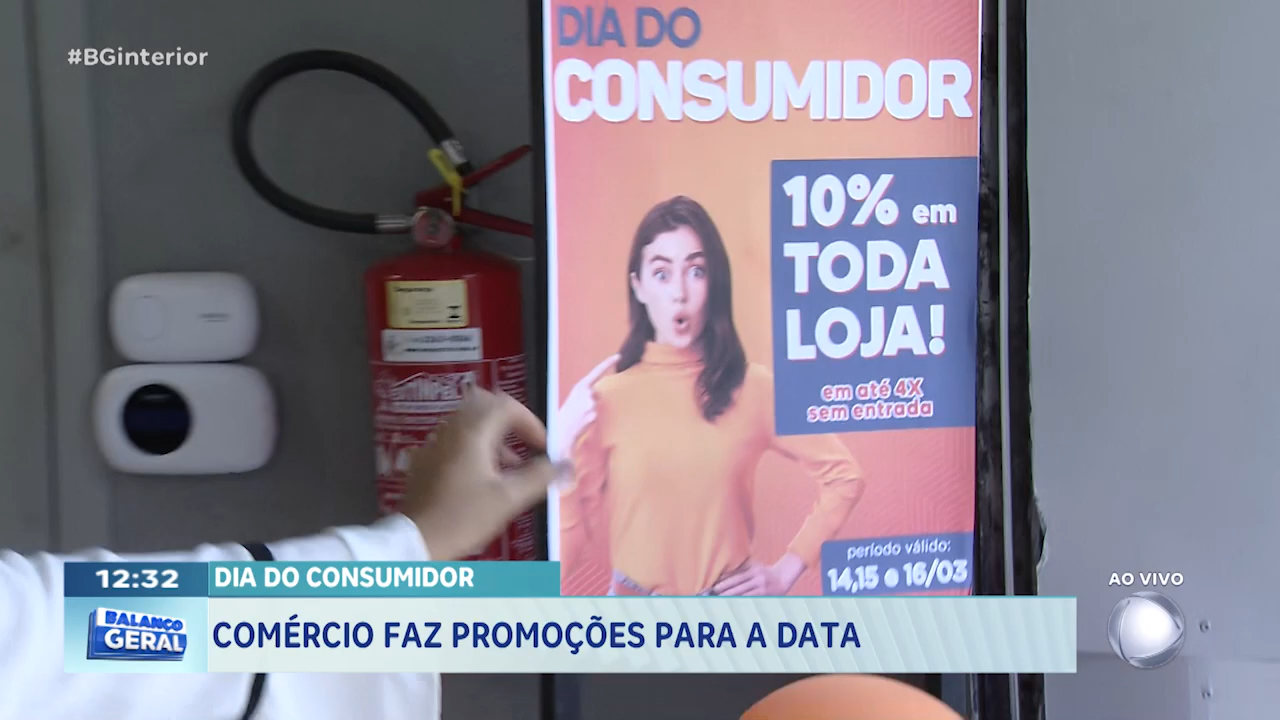 #BGinterior
DIA DO
CONSUMIDOR
10% em
TODA
LOJA!
em até 4X
sem entrada
período válido:
14,15 e 16/03
12:32
DIA DO CONSUMIDOR
BALANÇO
GERAL
COMÉRCIO FAZ PROMOÇÕES PARA A DATA
AO VIVO